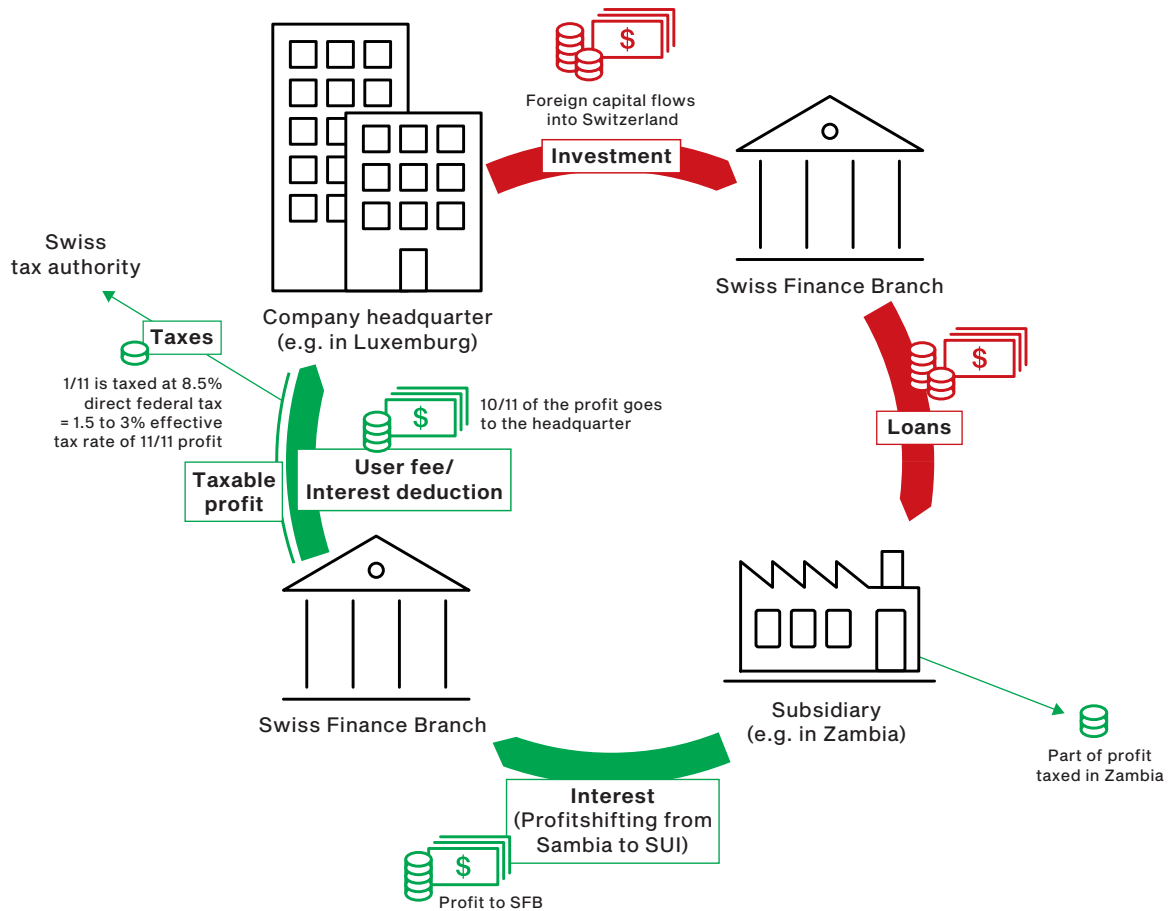 $
Foreign capital flows
into Switzerland
Investment
Swiss Finance Branch
Company headquarter
(e.g. in Luxemburg)
Swiss
tax authority
Taxes
1/11 is taxed at 8.5%
direct federal tax
= 1.5 to 3% effective
tax rate of 11/11 profit
$
10/11 of the profit goes
to the headquarter
User fee/
Interest deduction
Taxable
profit
$
Loans
Swiss Finance Branch
Subsidiary
(e.g. in Zambia)
Part of profit
taxed in Zambia
Interest
(Profitshifting from
Sambia to SUI)
$
Profit to SFB